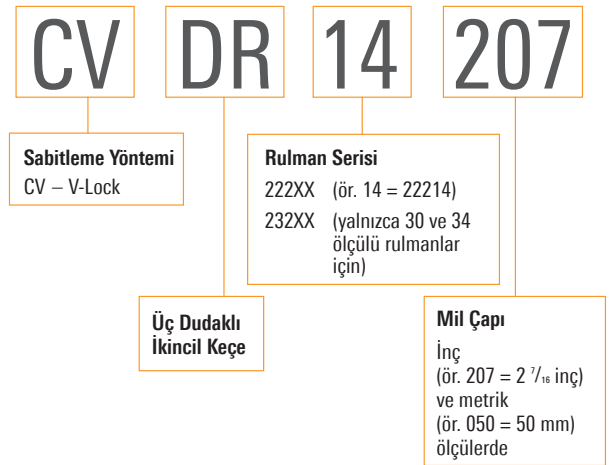 CV DR 14 207
Sabitleme Yöntemi
CV – V-Lock
Rulman Serisi
222XX (ör. 14 = 22214)
232XX (yalnızca 30 ve 34
ölçülü rulmanlar
için)
Üç Dudaklı
İkincil Keçe
Mil Çapı
İnç
(ör. 207 = 2 7/16 inç)
ve metrik
(ör. 050 = 50 mm)
ölçülerde